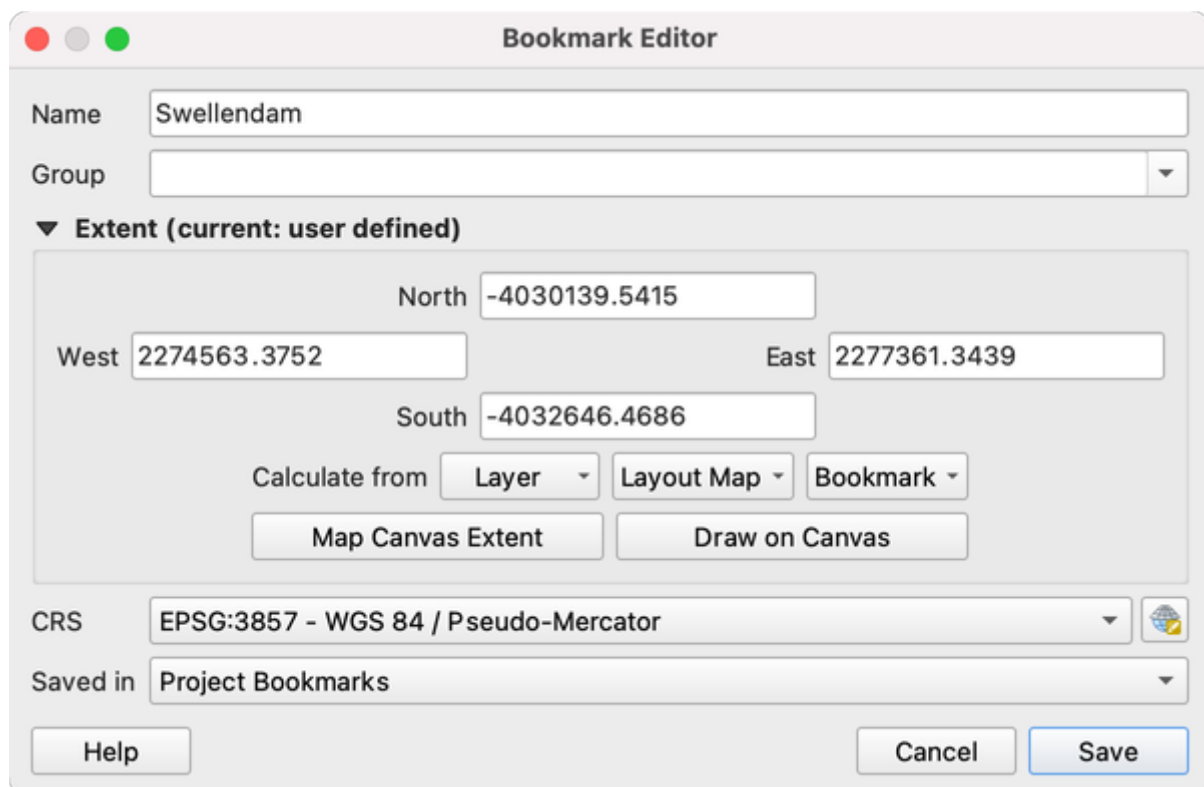 Bookmark Editor
Name Swellendam
Group
Extent (current: user defined)
North -4030139.5415
West 2274563.3752 East 2277361.3439
South -4032646.4686
Calculate from Layer Layout Map Bookmark
Map Canvas Extent Draw on Canvas
CRS EPSG:3857 - WGS 84 / Pseudo-Mercator
Saved in Project Bookmarks
Help Cancel Save